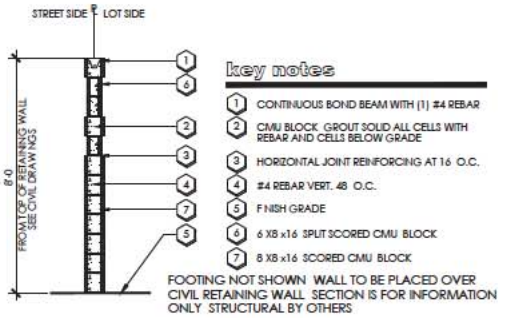 STREET SIDE ℙ LOT SIDE
1
6
2
3
4
7
5
8'-0
FROM TOP OF RETAINING WALL
SEE CIVIL DRAW NGS
key notes
1 CONTINUOUS BOND BEAM WITH (1) #4 REBAR
2 CMU BLOCK GROUT SOLID ALL CELLS WITH
REBAR AND CELLS BELOW GRADE
3 HORIZONTAL JOINT REINFORCING AT 16 O.C.
4 #4 REBAR VERT. 48 O.C.
5 F NISH GRADE
6 6 X8 x16 SPLIT SCORED CMU BLOCK
7 8 X8 x16 SCORED CMU BLOCK
FOOTING NOT SHOWN WALL TO BE PLACED OVER
CIVIL RETAINING WALL SECTION IS FOR INFORMATION
ONLY STRUCTURAL BY OTHERS